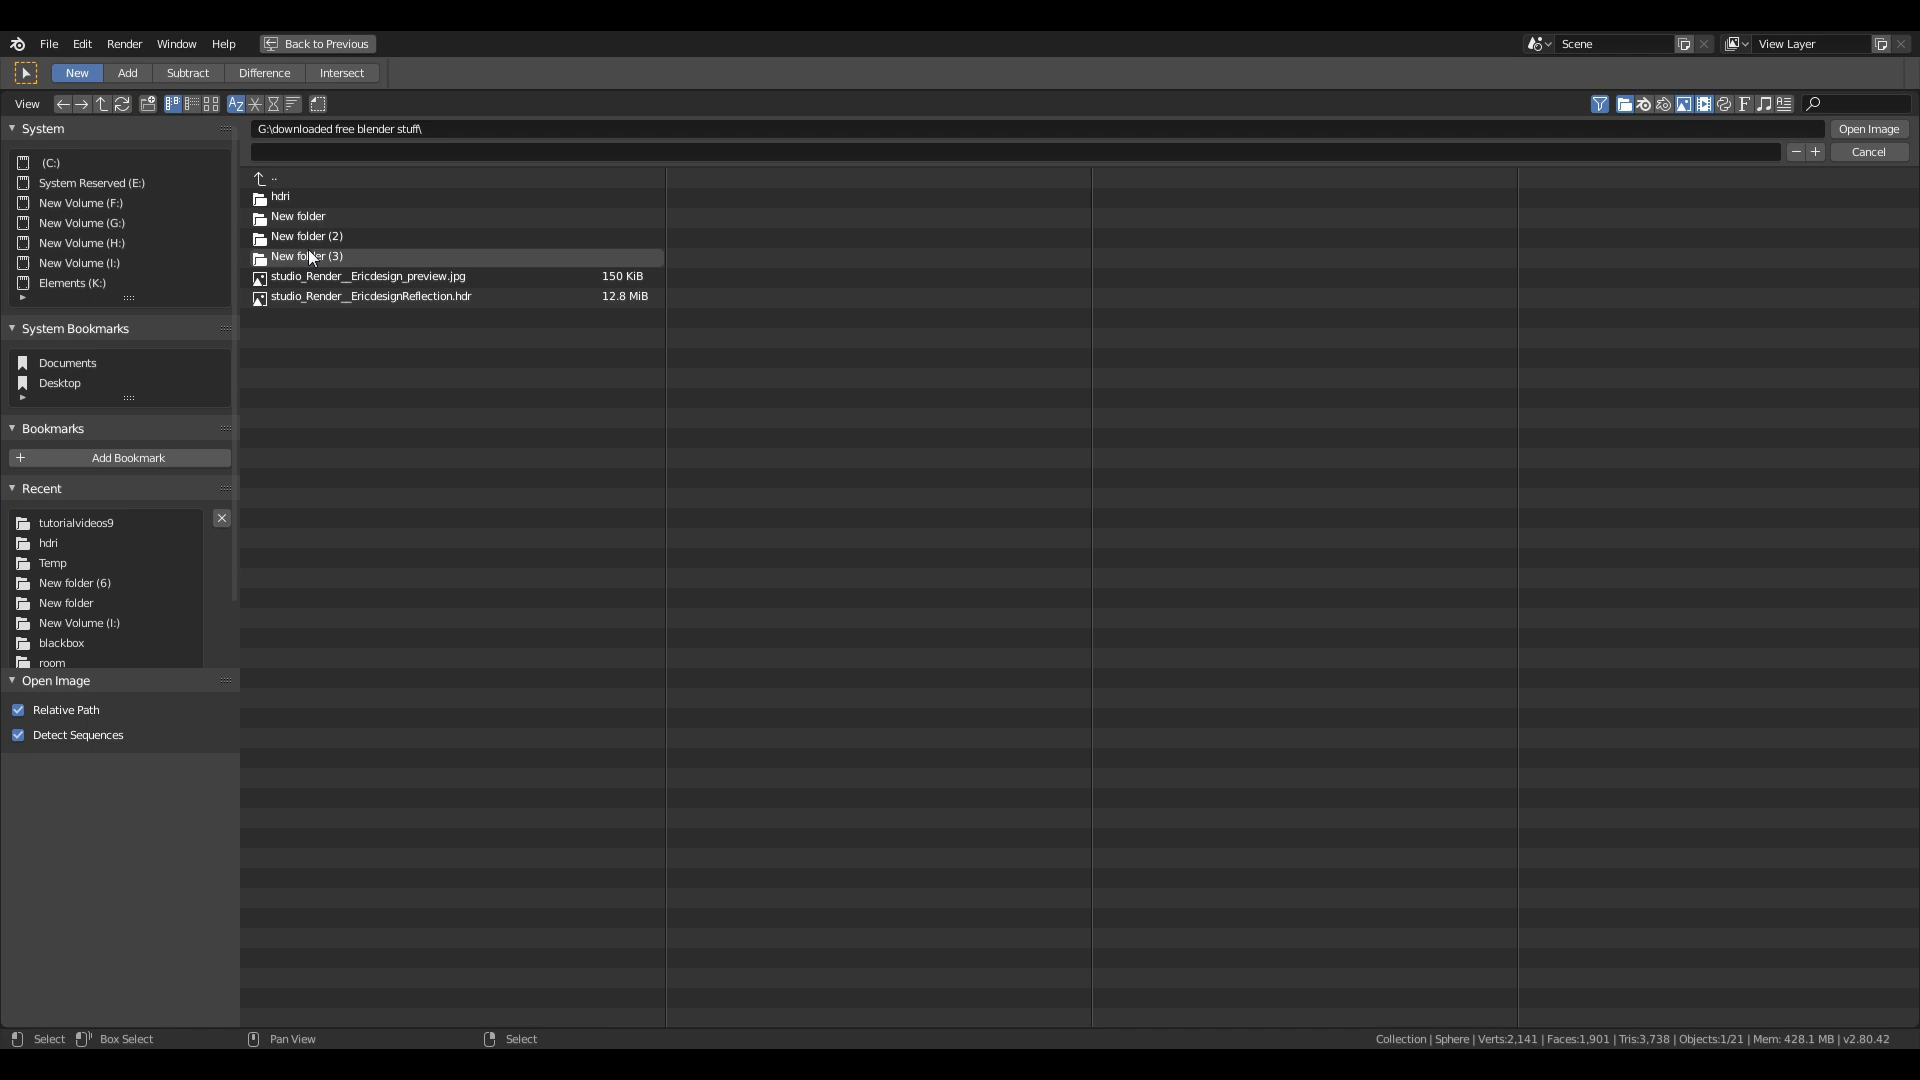 File Edit Render Window Help Back to Previous Scene View Layer
New Add Subtract Difference Intersect
View
System
G:\downloaded free blender stuff\ Open Image
Cancel
(C:)
System Reserved (E:)
New Volume (F:)
New Volume (G:)
New Volume (H:)
New Volume (I:)
Elements (K:)
..
hdri
New folder
New folder (2)
New folder (3)
studio_Render__Ericdesign_preview.jpg 150 KiB
studio_Render__EricdesignReflection.hdr 12.8 MiB
System Bookmarks
Documents
Desktop
Bookmarks
Add Bookmark
Recent
tutorialvideos9
hdri
Temp
New folder (6)
New folder
New Volume (I:)
blackbox
room
Open Image
Relative Path
Detect Sequences
Select Box Select Pan View Select Collection | Sphere | Verts:2,141 | Faces:1,901 | Tris:3,738 | Objects:1/21 | Mem: 428.1 MB | v2.80.42